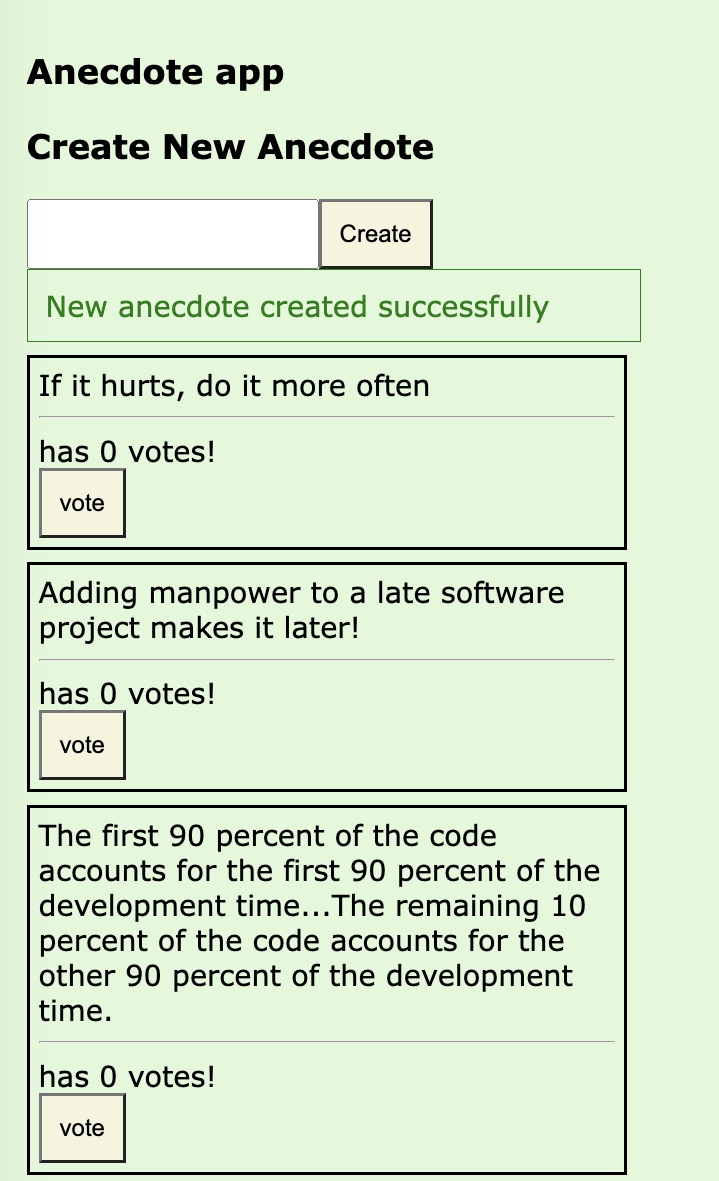 Anecdote app
Create New Anecdote
Create
New anecdote created successfully
If it hurts, do it more often
has 0 votes!
vote
Adding manpower to a late software
project makes it later!
has 0 votes!
vote
The first 90 percent of the code
accounts for the first 90 percent of the
development time...The remaining 10
percent of the code accounts for the
other 90 percent of the development
time.
has 0 votes!
vote